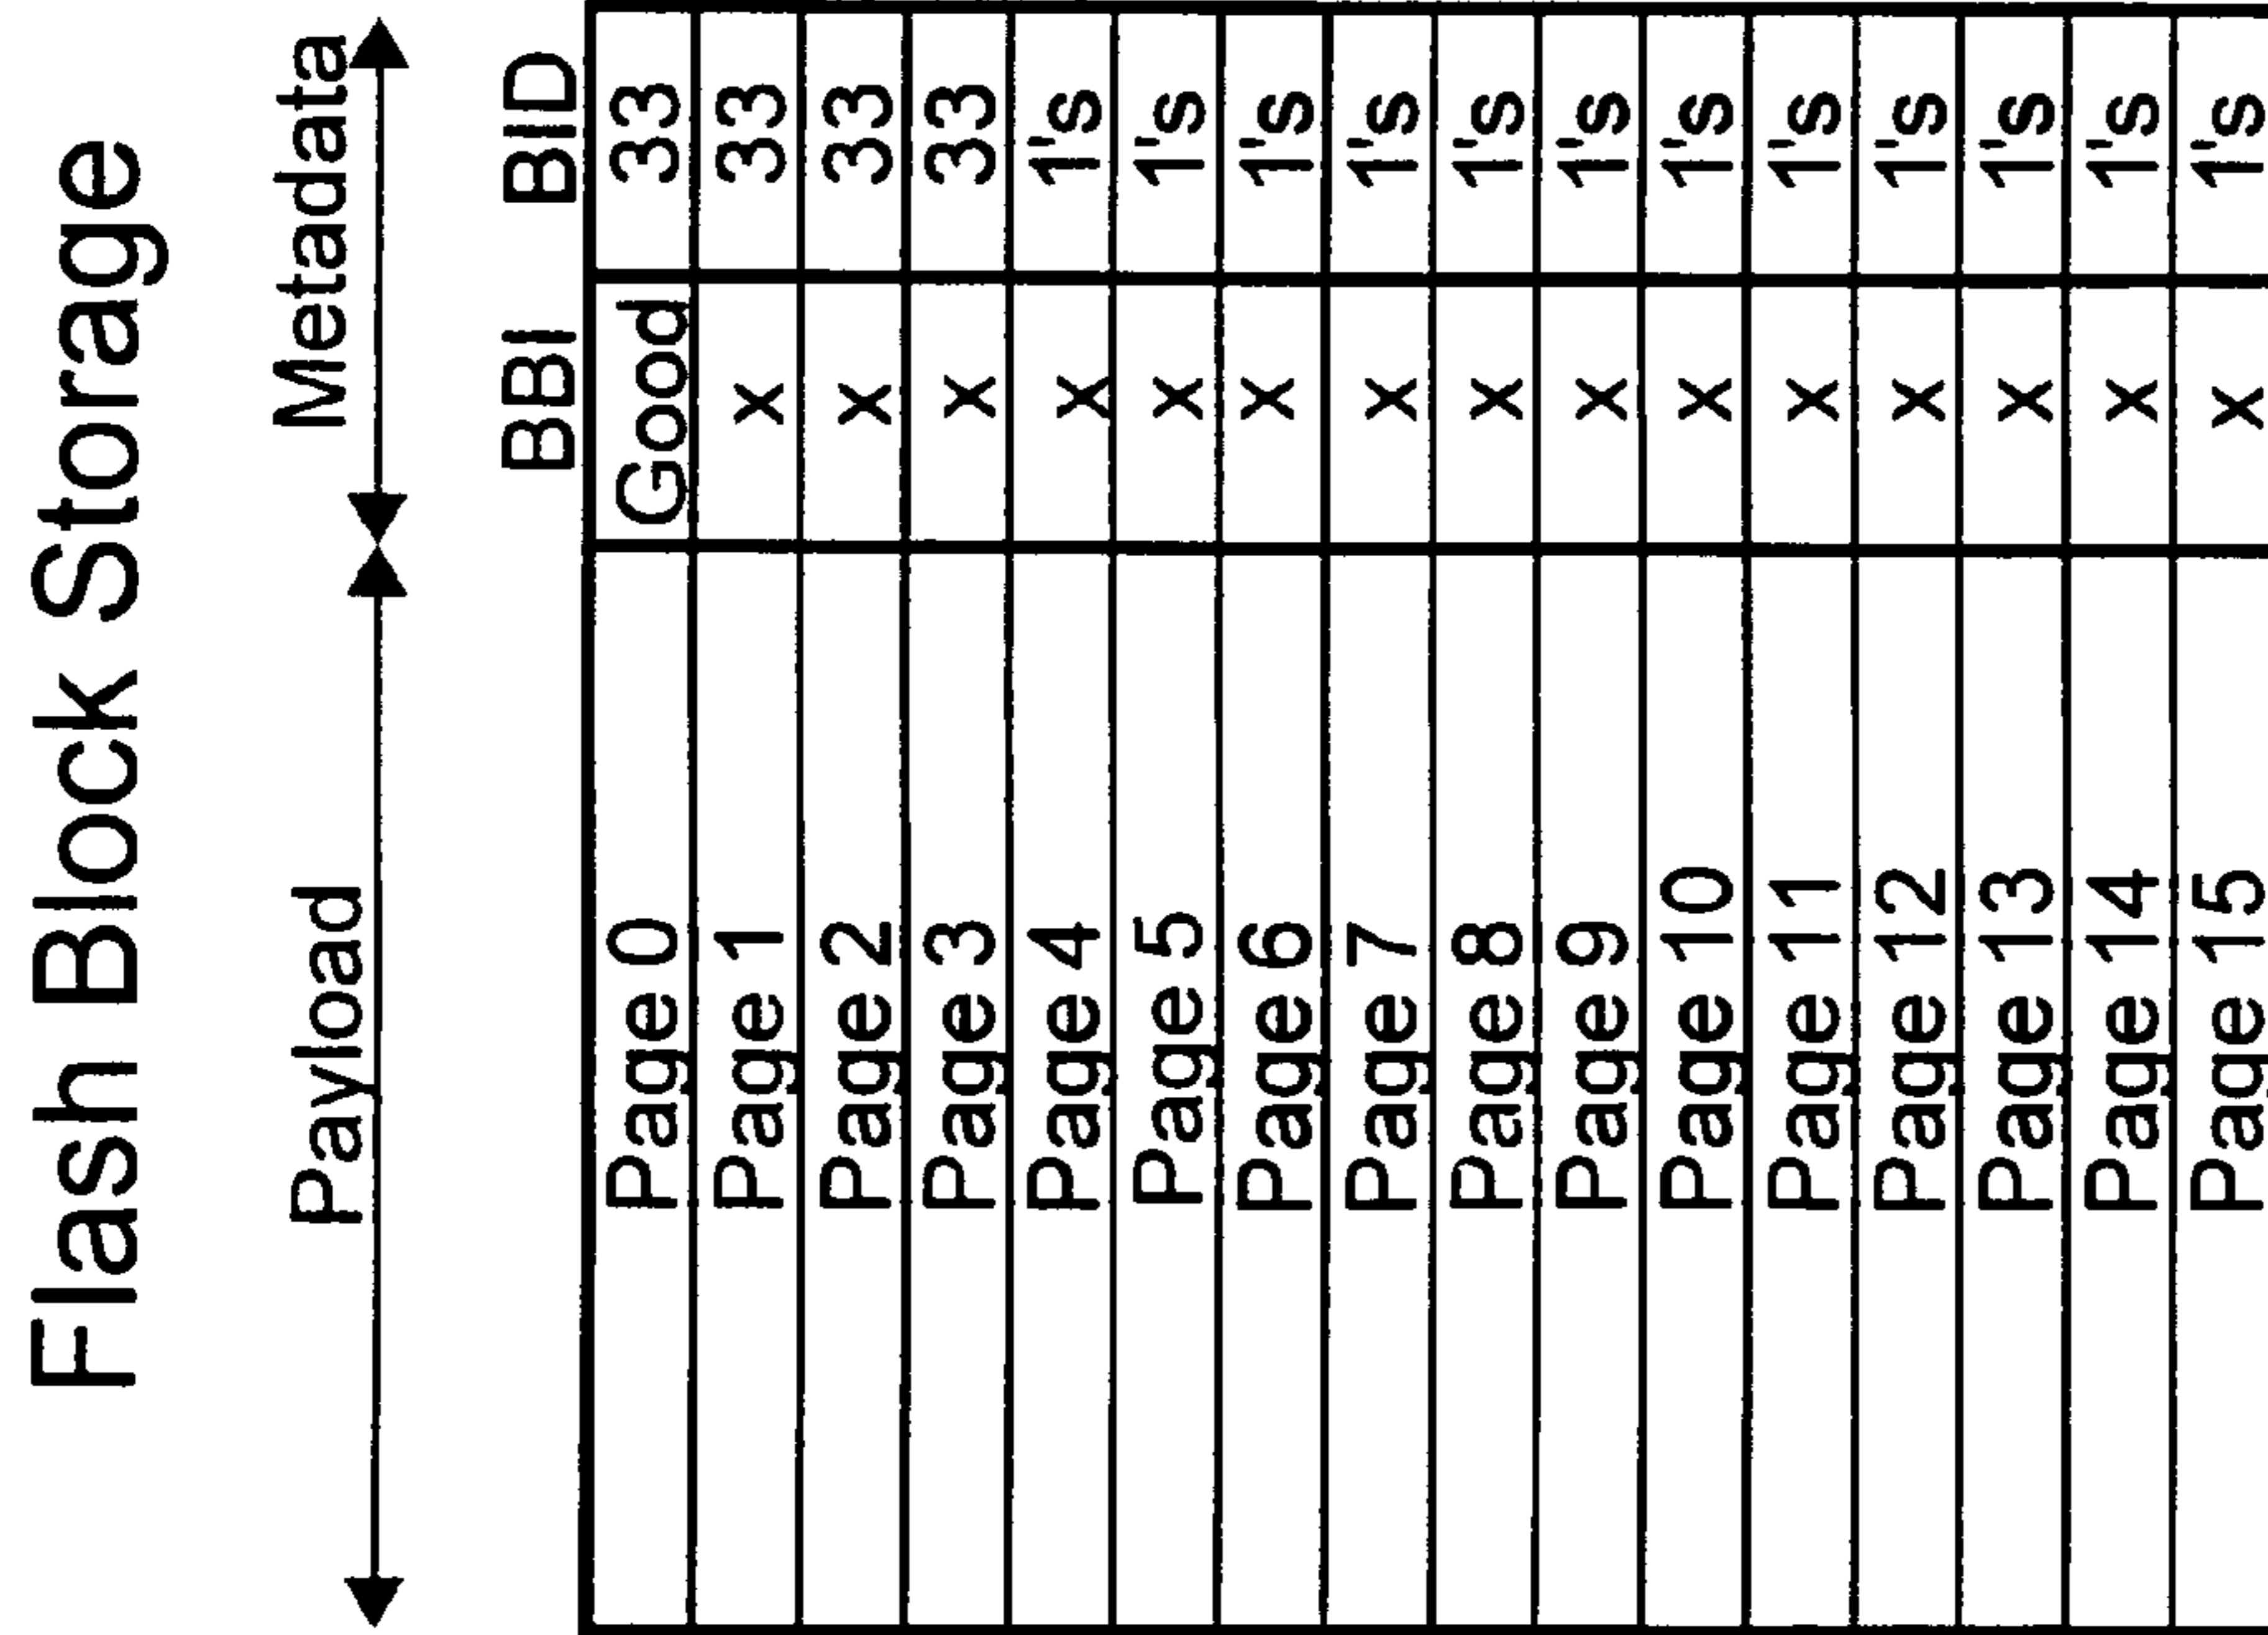 Flash Block Storage
Payload Metadata
BBI BID
Page 0 Good 33
Page 1 x 33
Page 2 x 33
Page 3 x 33
Page 4 x 1's
Page 5 x 1's
Page 6 x 1's
Page 7 x 1's
Page 8 x 1's
Page 9 x 1's
Page 10 x 1's
Page 11 x 1's
Page 12 x 1's
Page 13 x 1's
Page 14 x 1's
Page 15 x 1's